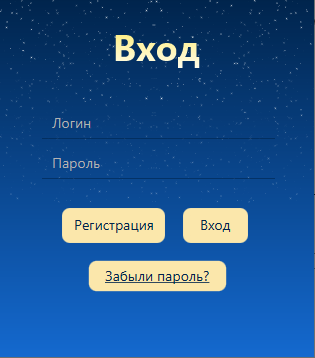 Вход
Логин
Пароль
Регистрация Вход
Забыли пароль?